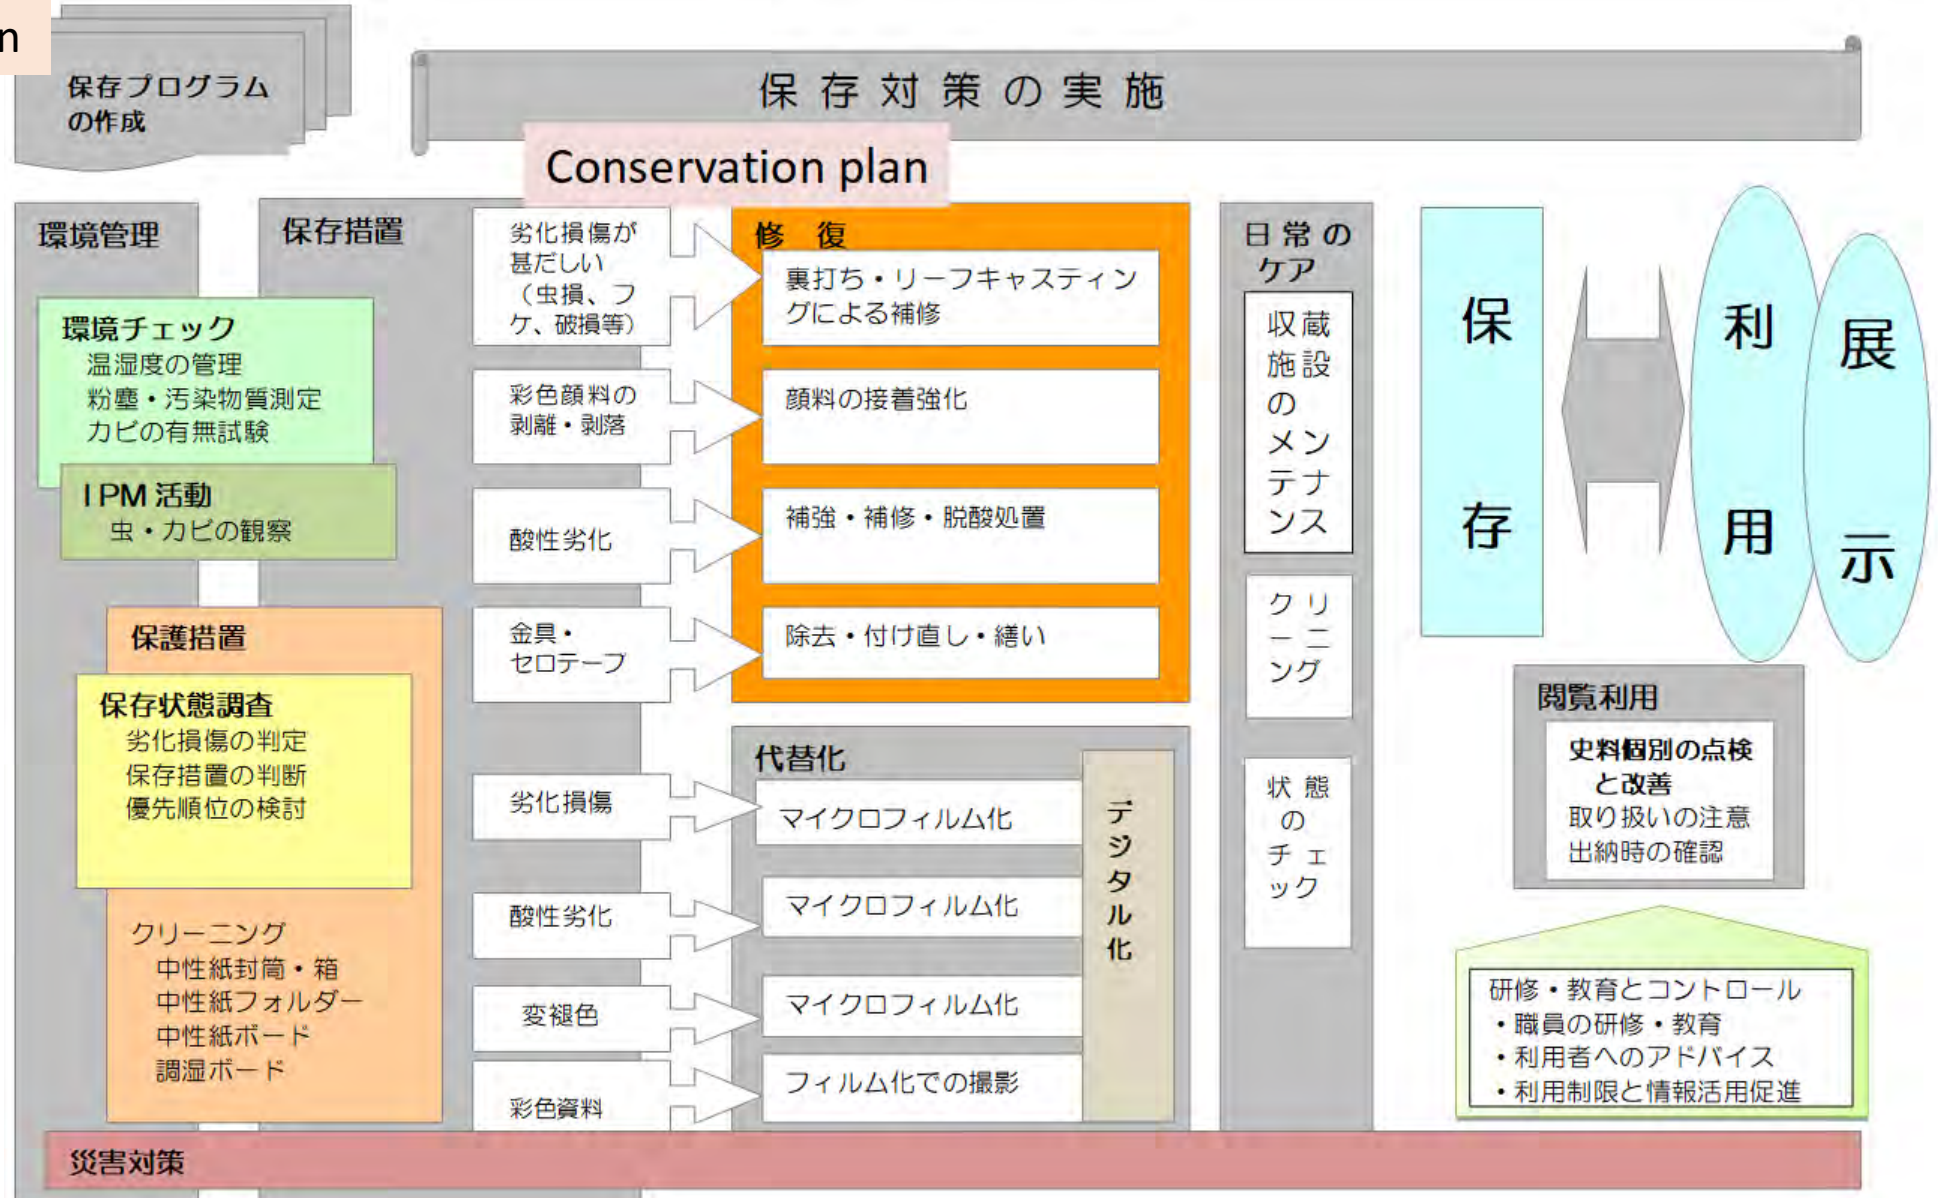 n
保存プログラム
の作成
保存対策の実施
Conservation plan
環境管理
環境チェック
温湿度の管理
粉塵・汚染物質測定
カビの有無試験
IPM 活動
虫・カビの観察
保護措置
保存状態調査
劣化損傷の判定
保存措置の判断
優先順位の検討
クリーニング
中性紙封筒・箱
中性紙フォルダー
中性紙ボード
調湿ボード
保存措置
劣化損傷が
甚だしい
（虫損、フ
ケ、破損等）
彩色顔料の
剥離・剥落
酸性劣化
金具・
セロテープ
劣化損傷
酸性劣化
変褪色
彩色資料
修 復
裏打ち・リーフキャスティン
グによる補修
顔料の接着強化
補強・補修・脱酸処置
除去・付け直し・繕い
代替化
マイクロフィルム化
マイクロフィルム化
マイクロフィルム化
フィルム化での撮影
デジタル化
日常の
ケア
収蔵
施設
の
メン
テナ
ンス
クリ
ーニ
ング
状態
の
チェ
ック
保存
利用
展示
閲覧利用
史料個別の点検
と改善
取り扱いの注意
出納時の確認
研修・教育とコントロール
・職員の研修・教育
・利用者へのアドバイス
・利用制限と情報活用促進
災害対策